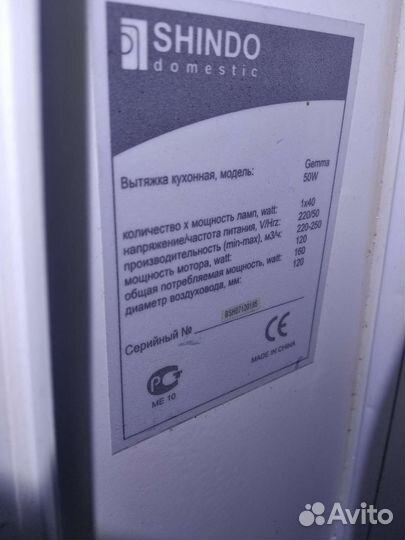 SHINDO
domestic
Вытяжка кухонная, модель: Gemma
50W
количество х мощность ламп, watt: 1x40
напряжение/частота питания, V/Hrz: 220/50
производительность (min-max), м3/ч: 220-250
мощность мотора, watt: 120
общая потребляемая мощность, watt: 160
диаметр воздуховода, мм: 120
Серийный №
CE
MADE IN CHINA
РСТ
ME 10
Avito